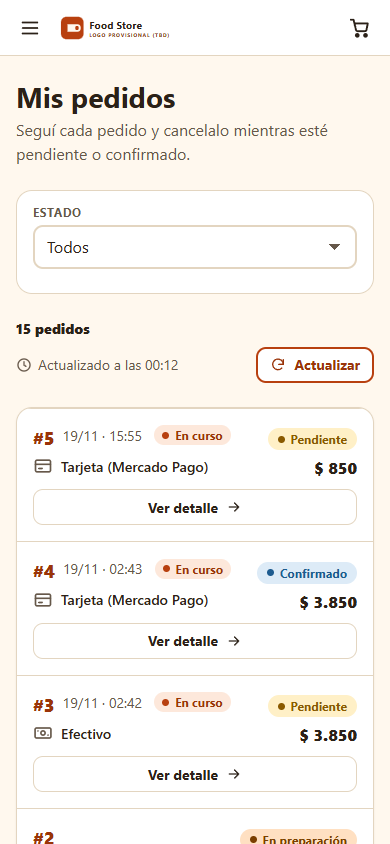 Food Store
LOGO PROVISIONAL (TBD)
Mis pedidos
Seguí cada pedido y cancelalo mientras esté
pendiente o confirmado.
ESTADO
Todos
15 pedidos
Actualizado a las 00:12
Actualizar
#5 19/11 · 15:55 En curso Pendiente
Tarjeta (Mercado Pago) $ 850
Ver detalle →
#4 19/11 · 02:43 En curso Confirmado
Tarjeta (Mercado Pago) $ 3.850
Ver detalle →
#3 19/11 · 02:42 En curso Pendiente
Efectivo $ 3.850
Ver detalle →
#2 En preparación